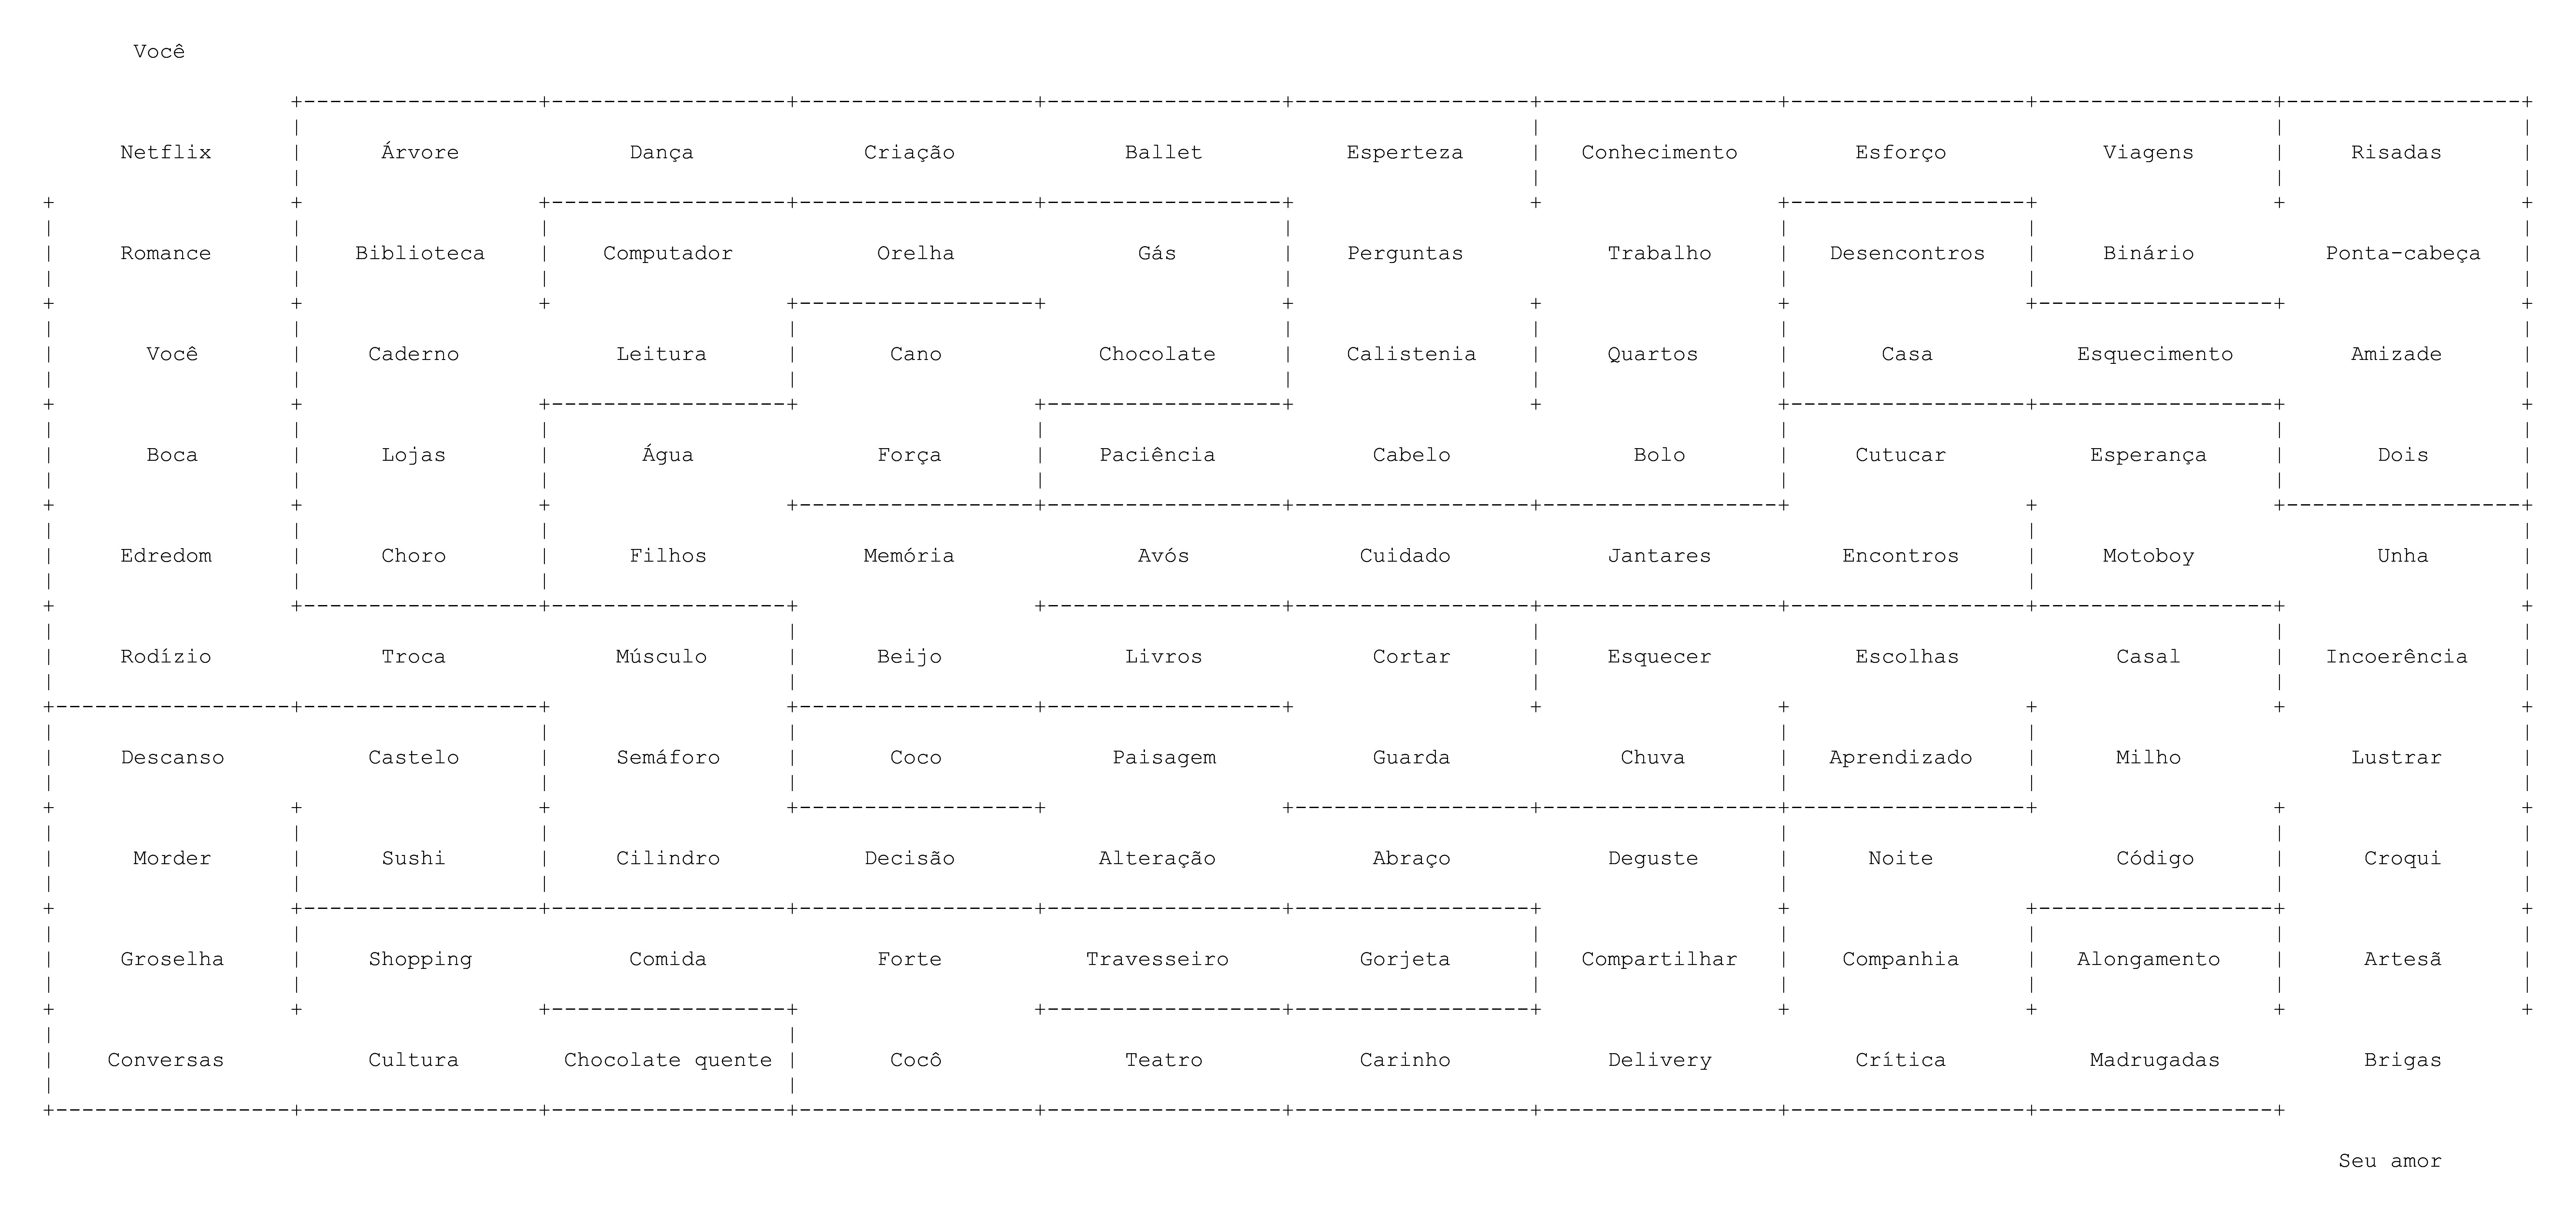 Você
Netflix Árvore Dança Criação Ballet Esperteza Conhecimento Esforço Viagens Risadas
Romance Biblioteca Computador Orelha Gás Perguntas Trabalho Desencontros Binário Ponta-cabeça
Você Caderno Leitura Cano Chocolate Calistenia Quartos Casa Esquecimento Amizade
Boca Lojas Água Força Paciência Cabelo Bolo Cutucar Esperança Dois
Edredom Choro Filhos Memória Avós Cuidado Jantares Encontros Motoboy Unha
Rodízio Troca Músculo Beijo Livros Cortar Esquecer Escolhas Casal Incoerência
Descanso Castelo Semáforo Coco Paisagem Guarda Chuva Aprendizado Milho Lustrar
Morder Sushi Cilindro Decisão Alteração Abraço Deguste Noite Código Croqui
Groselha Shopping Comida Forte Travesseiro Gorjeta Compartilhar Companhia Alongamento Artesã
Conversas Cultura Chocolate quente Cocô Teatro Carinho Delivery Crítica Madrugadas Brigas
Seu amor